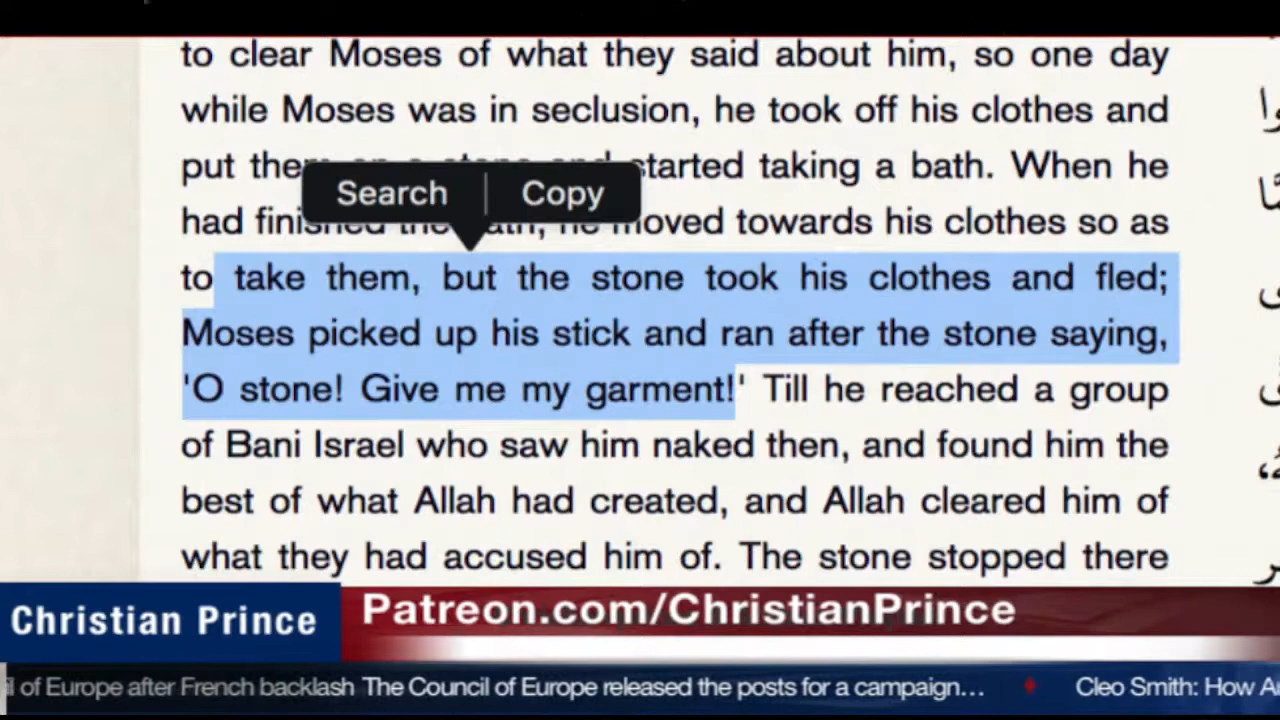 to clear Moses of what they said about him, so one day
while Moses was in seclusion, he took off his clothes and
put them on a stone and started taking a bath. When he
Search Copy
had finished the bath, he moved towards his clothes so as
to take them, but the stone took his clothes and fled;
Moses picked up his stick and ran after the stone saying,
'O stone! Give me my garment!' Till he reached a group
of Bani Israel who saw him naked then, and found him the
best of what Allah had created, and Allah cleared him of
what they had accused him of. The stone stopped there
Christian Prince
Patreon.com/ChristianPrince
of Europe after French backlash The Council of Europe released the posts for a campaign... Cleo Smith: How